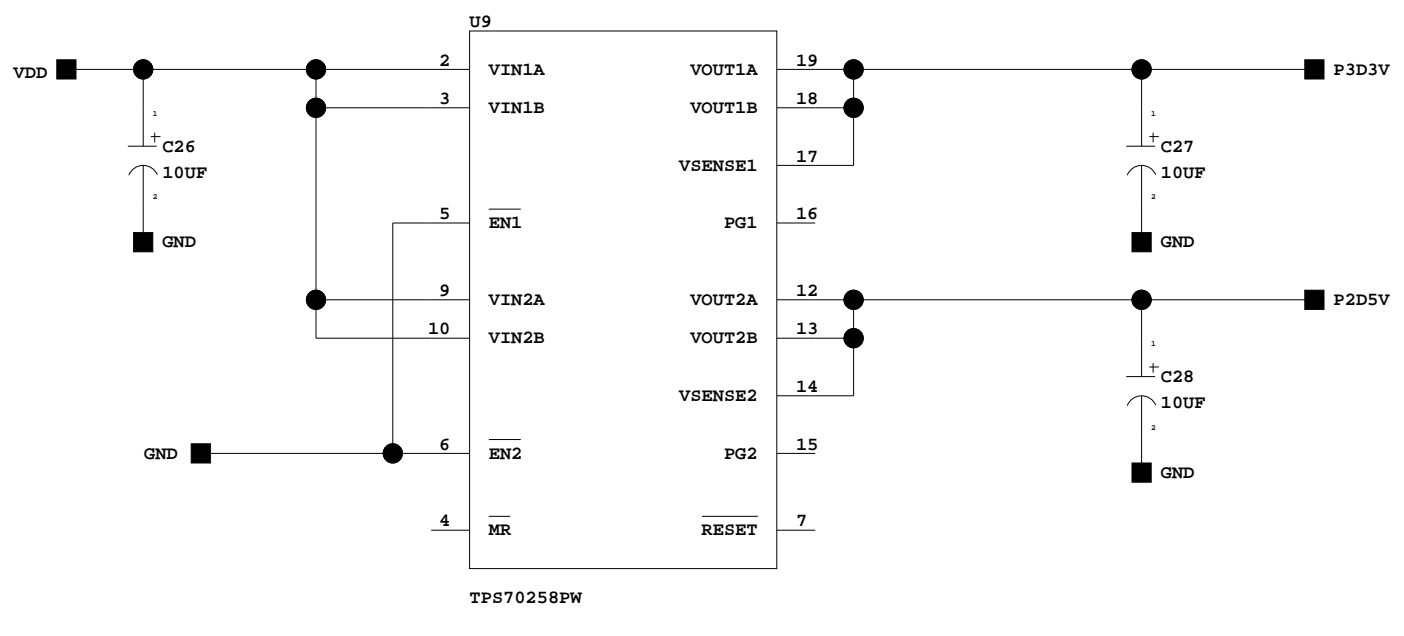 U9
VDD 2 VIN1A VOUT1A 19 P3D3V
3 VIN1B VOUT1B 18
1 1
+ C26 + C27
10UF VSENSE1 17 10UF
2 2
GND 5 EN1 PG1 16 GND
9 VIN2A VOUT2A 12 P2D5V
10 VIN2B VOUT2B 13
1
+ C28
VSENSE2 14 10UF
2
GND 6 EN2 PG2 15
GND
4 MR RESET 7
TPS70258PW